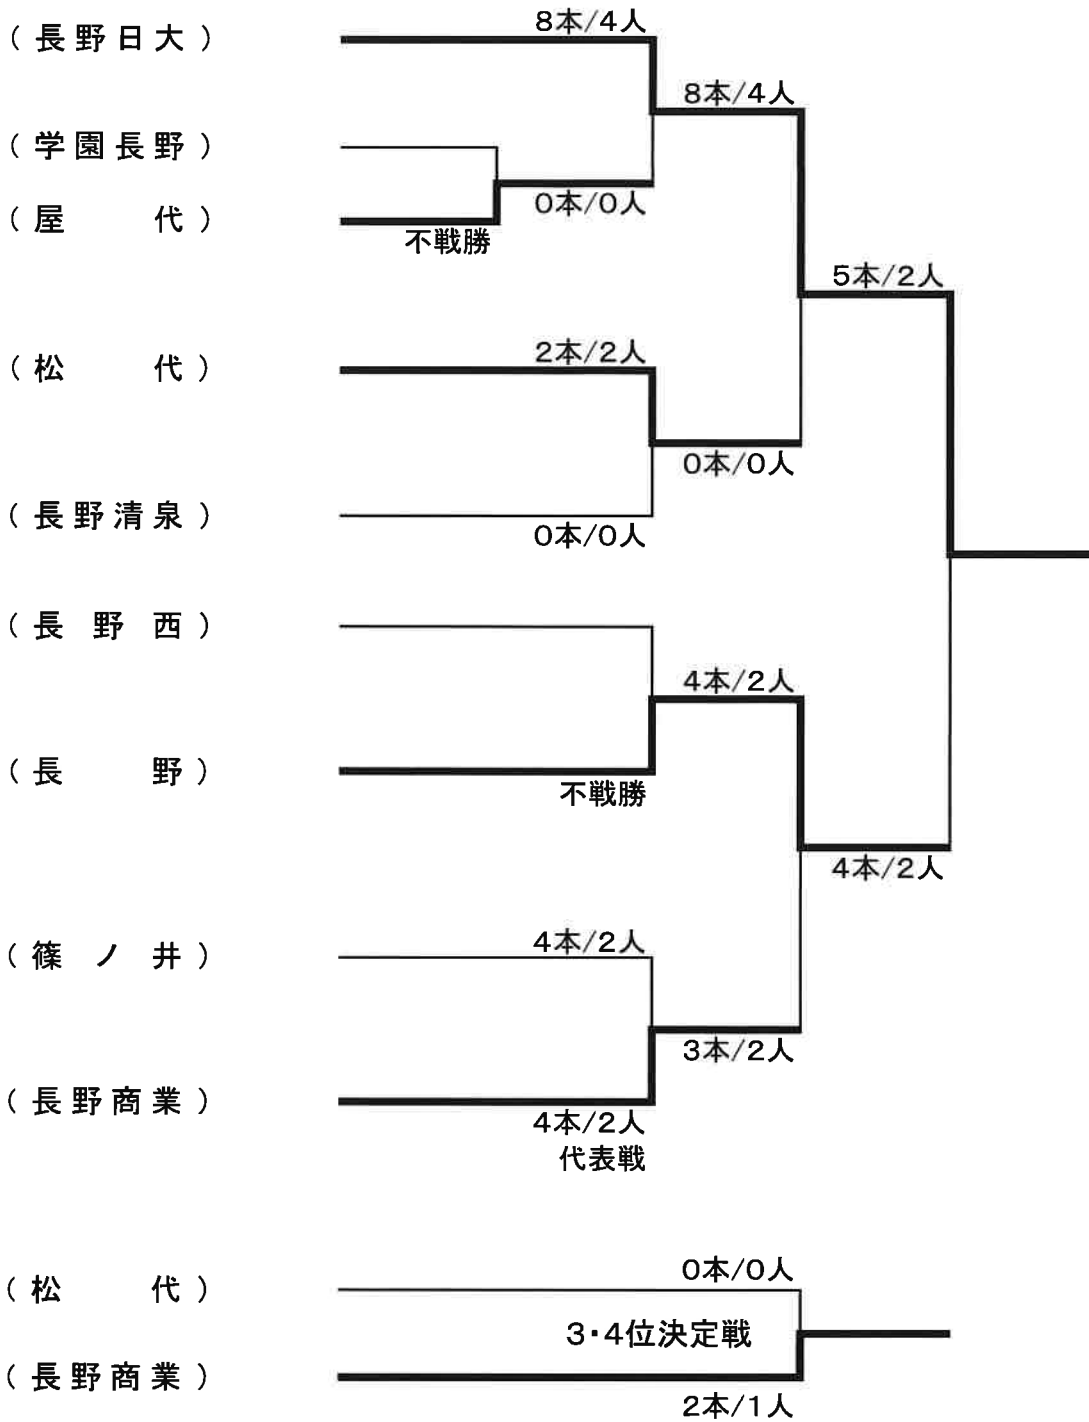 8本/4人
（長野日大）
8本/4人
（学園長野）
0本/0人
（屋　代）
不戦勝
5本/2人
2本/2人
（松　代）
0本/0人
（長野清泉）
0本/0人
（長野西）
4本/2人
（長　野）
不戦勝
4本/2人
4本/2人
（篠ノ井）
3本/2人
（長野商業）
4本/2人
代表戦
0本/0人
（松　代）
3・4位決定戦
（長野商業）
2本/1人